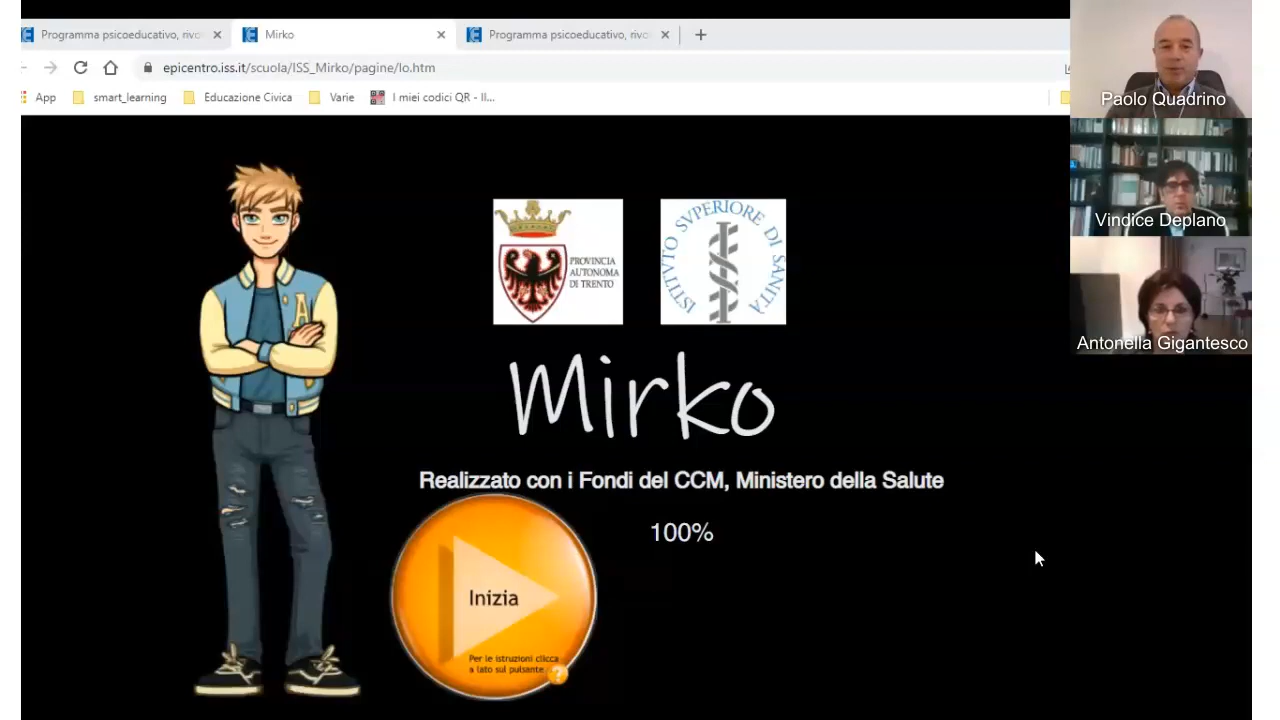 Programma psicoeducativo, rivo
Mirko
Programma psicoeducativo, rivo
epicentro.iss.it/scuola/ISS_Mirko/pagine/lo.htm
App
smart_learning
Educazione Civica
Varie
I miei codici QR - Il...
Paolo Quadrino
Vindice Deplano
Antonella Gigantesco
A
PROVINCIA
AUTONOMA
DI TRENTO
ISTITVTO SVPERIORE DI SANITÀ
Mirko
Realizzato con i Fondi del CCM, Ministero della Salute
100%
Inizia
Per le istruzioni clicca
a lato sul pulsante
?